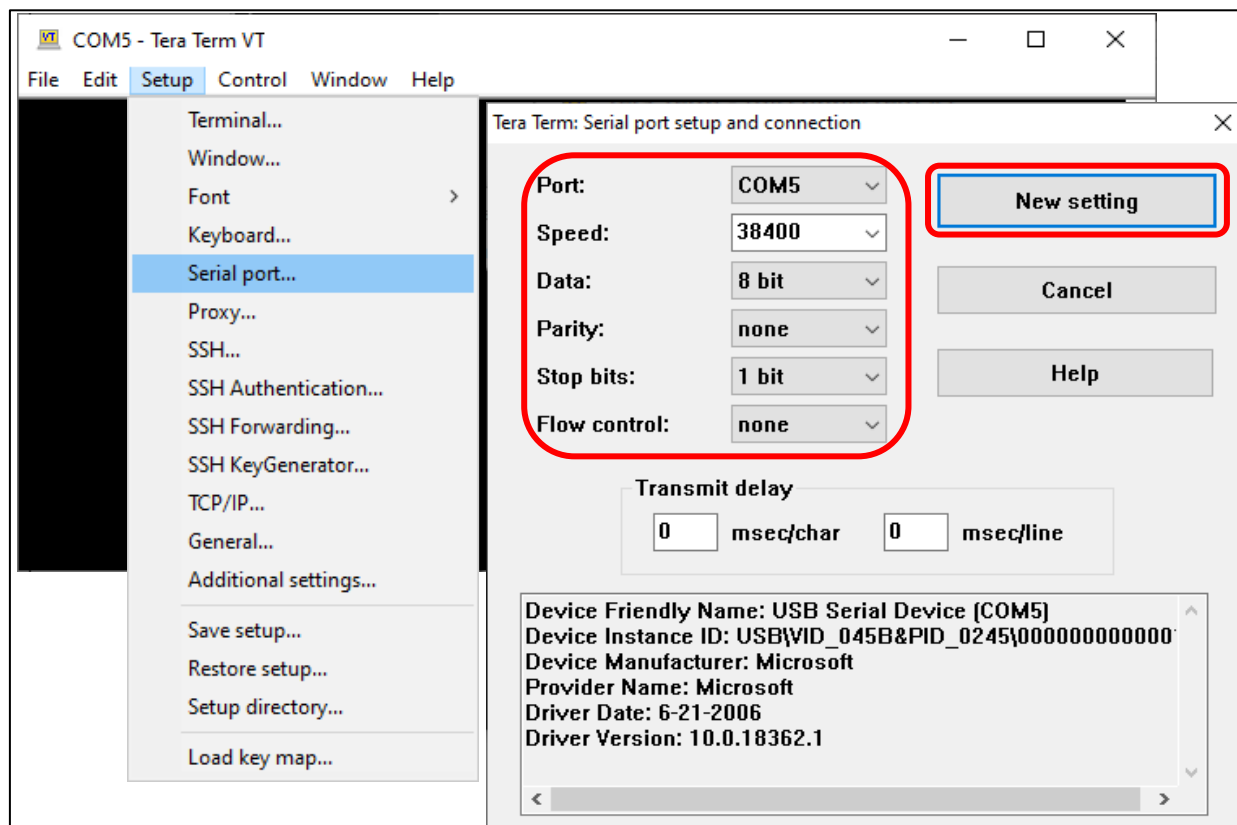 COM5 - Tera Term VT
File Edit Setup Control Window Help
Terminal...
Window...
Font
Keyboard...
Serial port...
Proxy...
SSH...
SSH Authentication...
SSH Forwarding...
SSH KeyGenerator...
TCP/IP...
General...
Additional settings...
Save setup...
Restore setup...
Setup directory...
Load key map...
Tera Term: Serial port setup and connection
Port: COM5
Speed: 38400
Data: 8 bit
Parity: none
Stop bits: 1 bit
Flow control: none
New setting
Cancel
Help
Transmit delay
0 msec/char 0 msec/line
Device Friendly Name: USB Serial Device (COM5)
Device Instance ID: USB\VID_045B&PID_0245\000000000000
Device Manufacturer: Microsoft
Provider Name: Microsoft
Driver Date: 6-21-2006
Driver Version: 10.0.18362.1